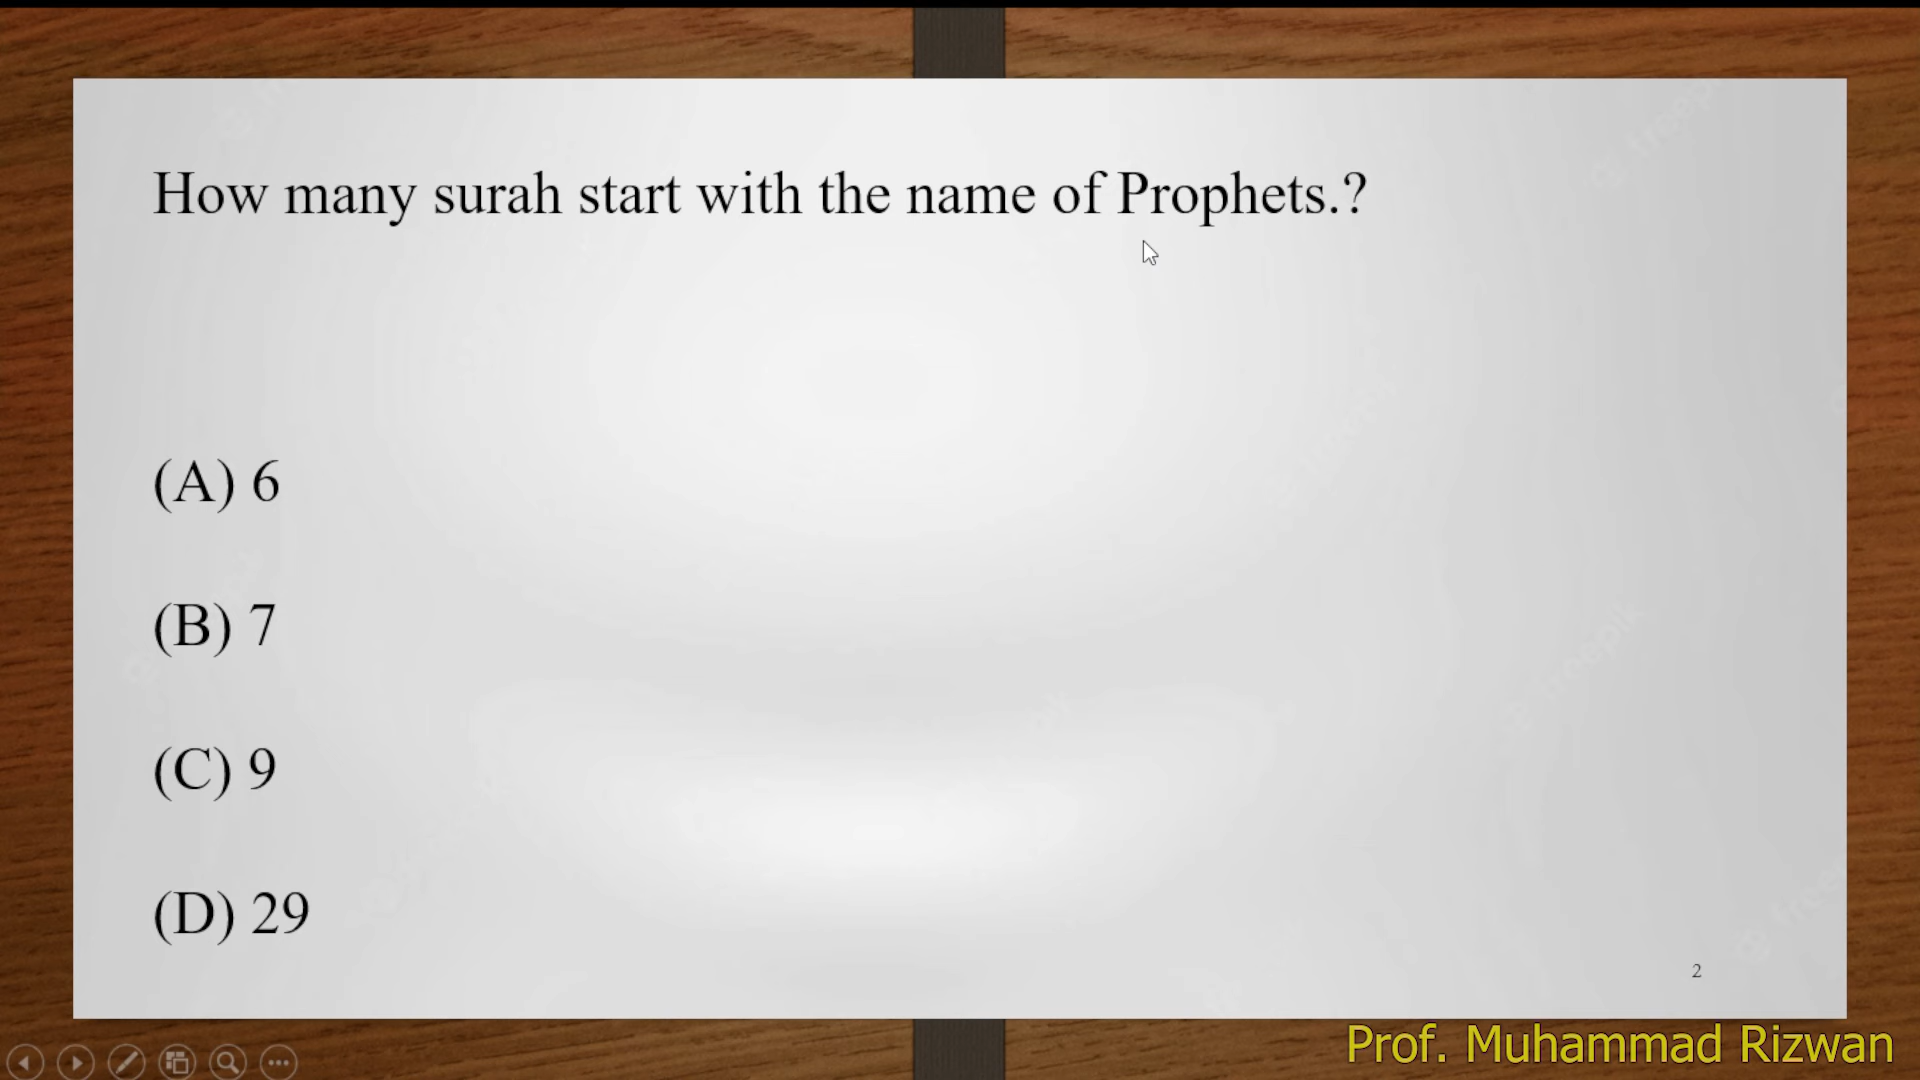 How many surah start with the name of Prophets.?
(A) 6
(B) 7
(C) 9
(D) 29
2
Prof. Muhammad Rizwan